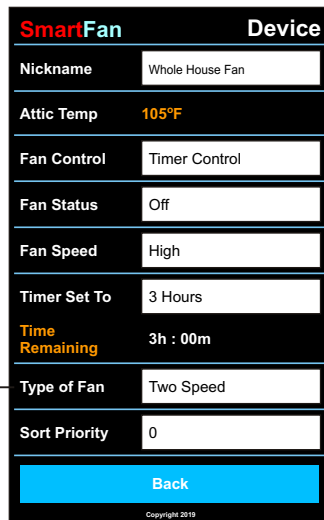 SmartFan Device
Nickname Whole House Fan
Attic Temp 105°F
Fan Control Timer Control
Fan Status Off
Fan Speed High
Timer Set To 3 Hours
Time
Remaining 3h : 00m
Type of Fan Two Speed
Sort Priority 0
Back
Copyright 2019